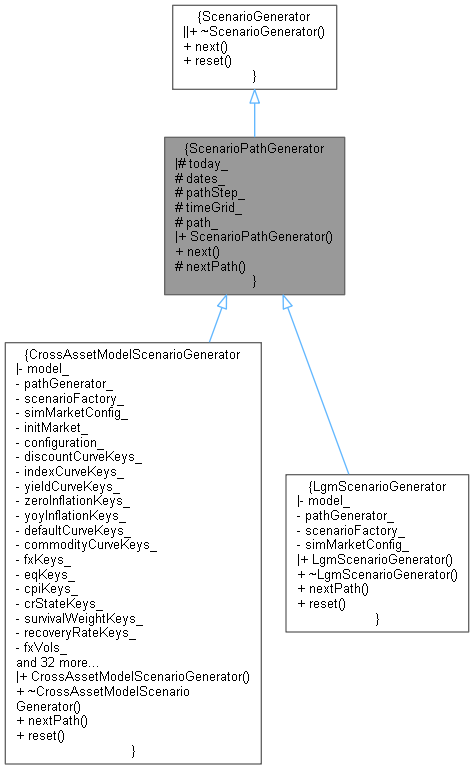 {ScenarioGenerator
||+ ~ScenarioGenerator()
+ next()
+ reset()
}
{ScenarioPathGenerator
|# today_
# dates_
# pathStep_
# timeGrid_
# path_
|+ ScenarioPathGenerator()
+ next()
# nextPath()
}
{CrossAssetModelScenarioGenerator
|- model_
- pathGenerator_
- scenarioFactory_
- simMarketConfig_
- initMarket_
- configuration_
- discountCurveKeys_
- indexCurveKeys_
- yieldCurveKeys_
- zeroInflationKeys_
- yoyInflationKeys_
- defaultCurveKeys_
- commodityCurveKeys_
- fxKeys_
- eqKeys_
- cpiKeys_
- crStateKeys_
- survivalWeightKeys_
- recoveryRateKeys_
- fxVols_
and 32 more...
|+ CrossAssetModelScenarioGenerator()
+ ~CrossAssetModelScenario
Generator()
+ nextPath()
+ reset()
}
{LgmScenarioGenerator
|- model_
- pathGenerator_
- scenarioFactory_
- simMarketConfig_
|+ LgmScenarioGenerator()
+ ~LgmScenarioGenerator()
+ nextPath()
+ reset()
}